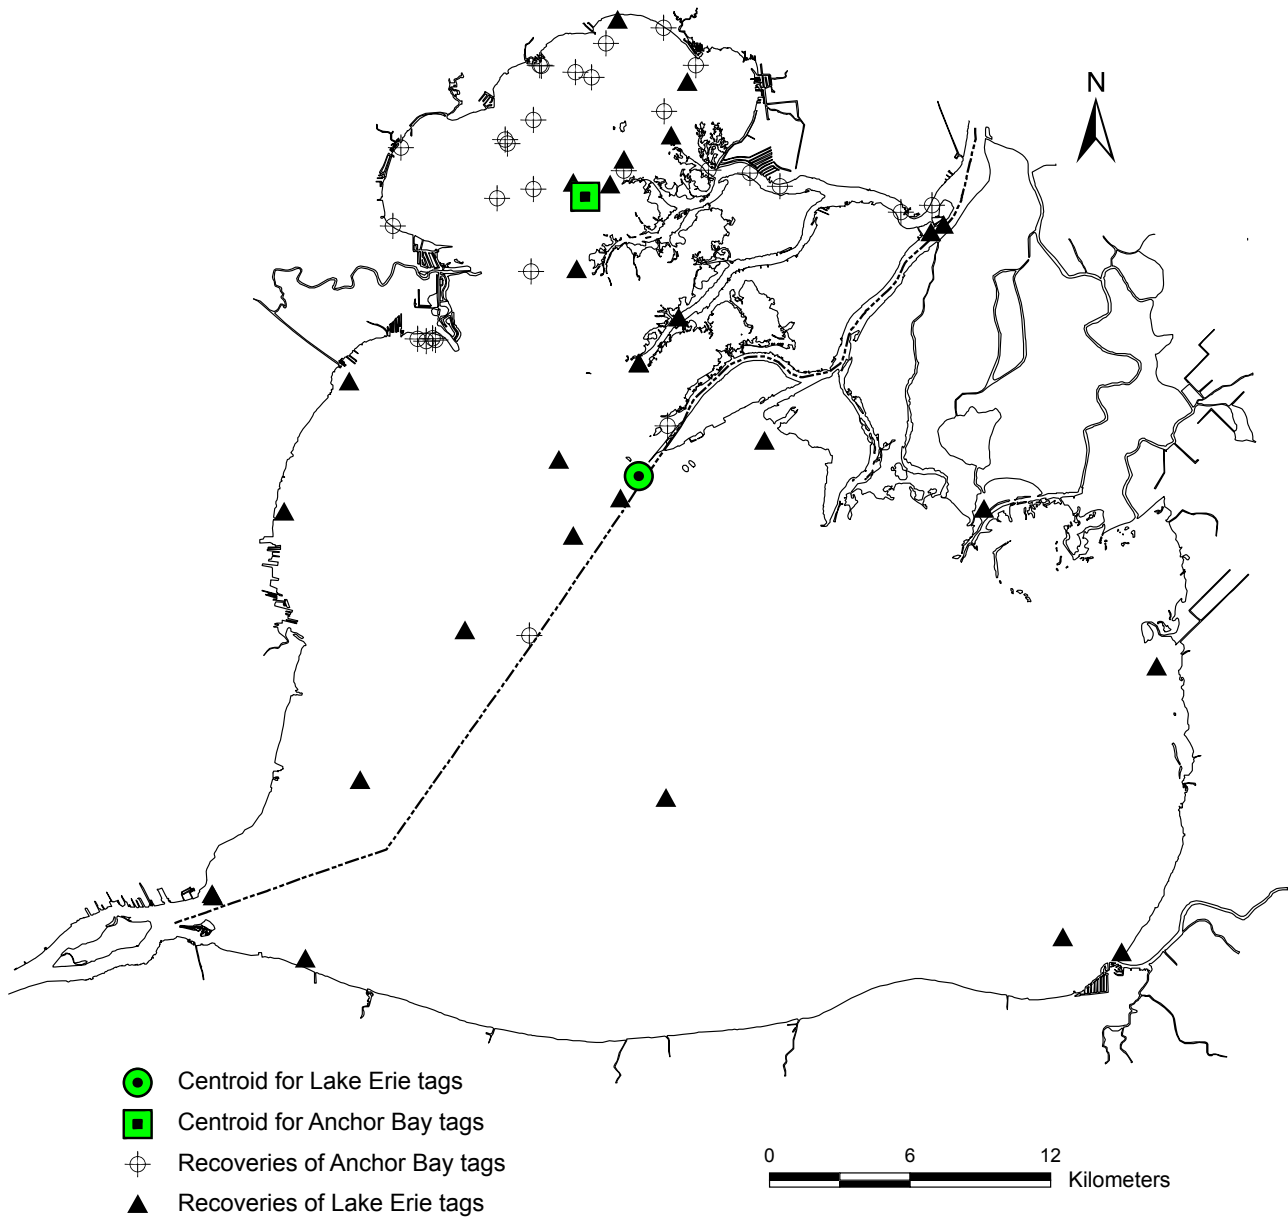 N
Centroid for Lake Erie tags
Centroid for Anchor Bay tags
Recoveries of Anchor Bay tags
Recoveries of Lake Erie tags
0 6 12
Kilometers